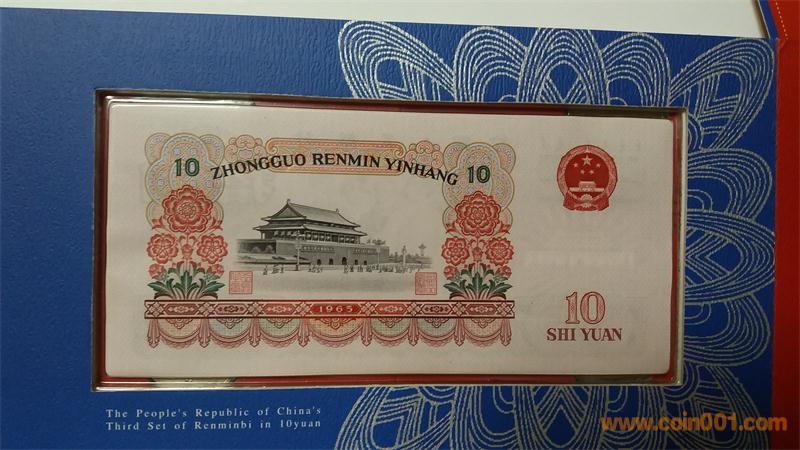 10 ZHONGGUO RENMIN YINHANG 10
1965
10
SHI YUAN
The People's Republic of China's
Third Set of Renminbi in 10yuan
www.coin001.com